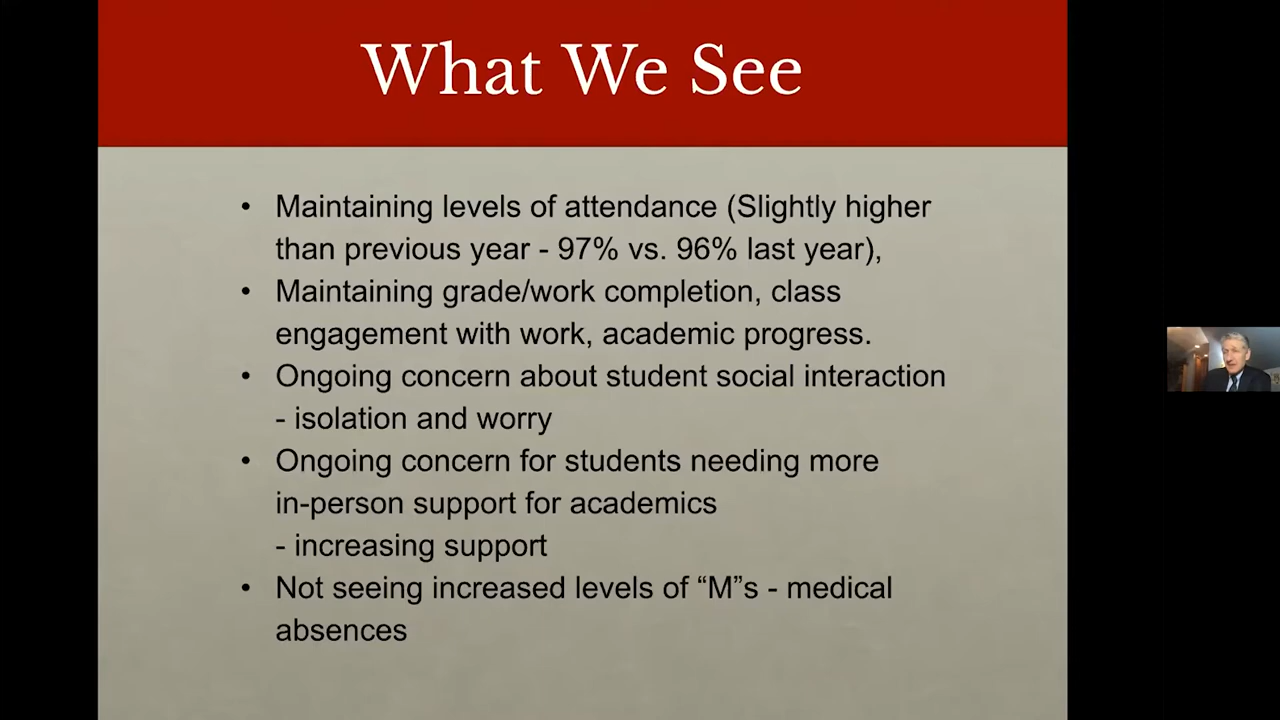 What We See
• Maintaining levels of attendance (Slightly higher
than previous year - 97% vs. 96% last year),
• Maintaining grade/work completion, class
engagement with work, academic progress.
• Ongoing concern about student social interaction
- isolation and worry
• Ongoing concern for students needing more
in-person support for academics
- increasing support
• Not seeing increased levels of “M”s - medical
absences